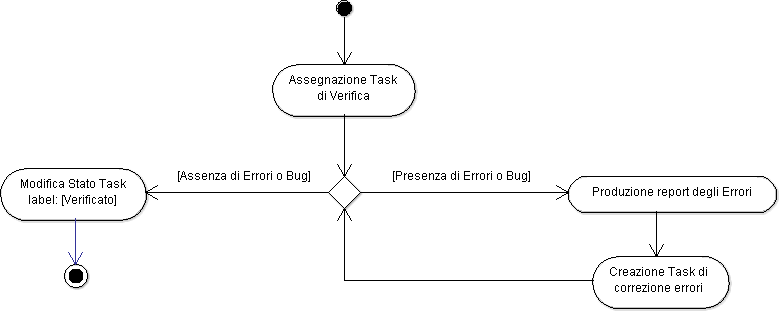 Assegnazione Task
di Verifica
[Assenza di Errori o Bug]
[Presenza di Errori o Bug]
Modifica Stato Task
label: [Verificato]
Produzione report degli Errori
Creazione Task di
correzione errori